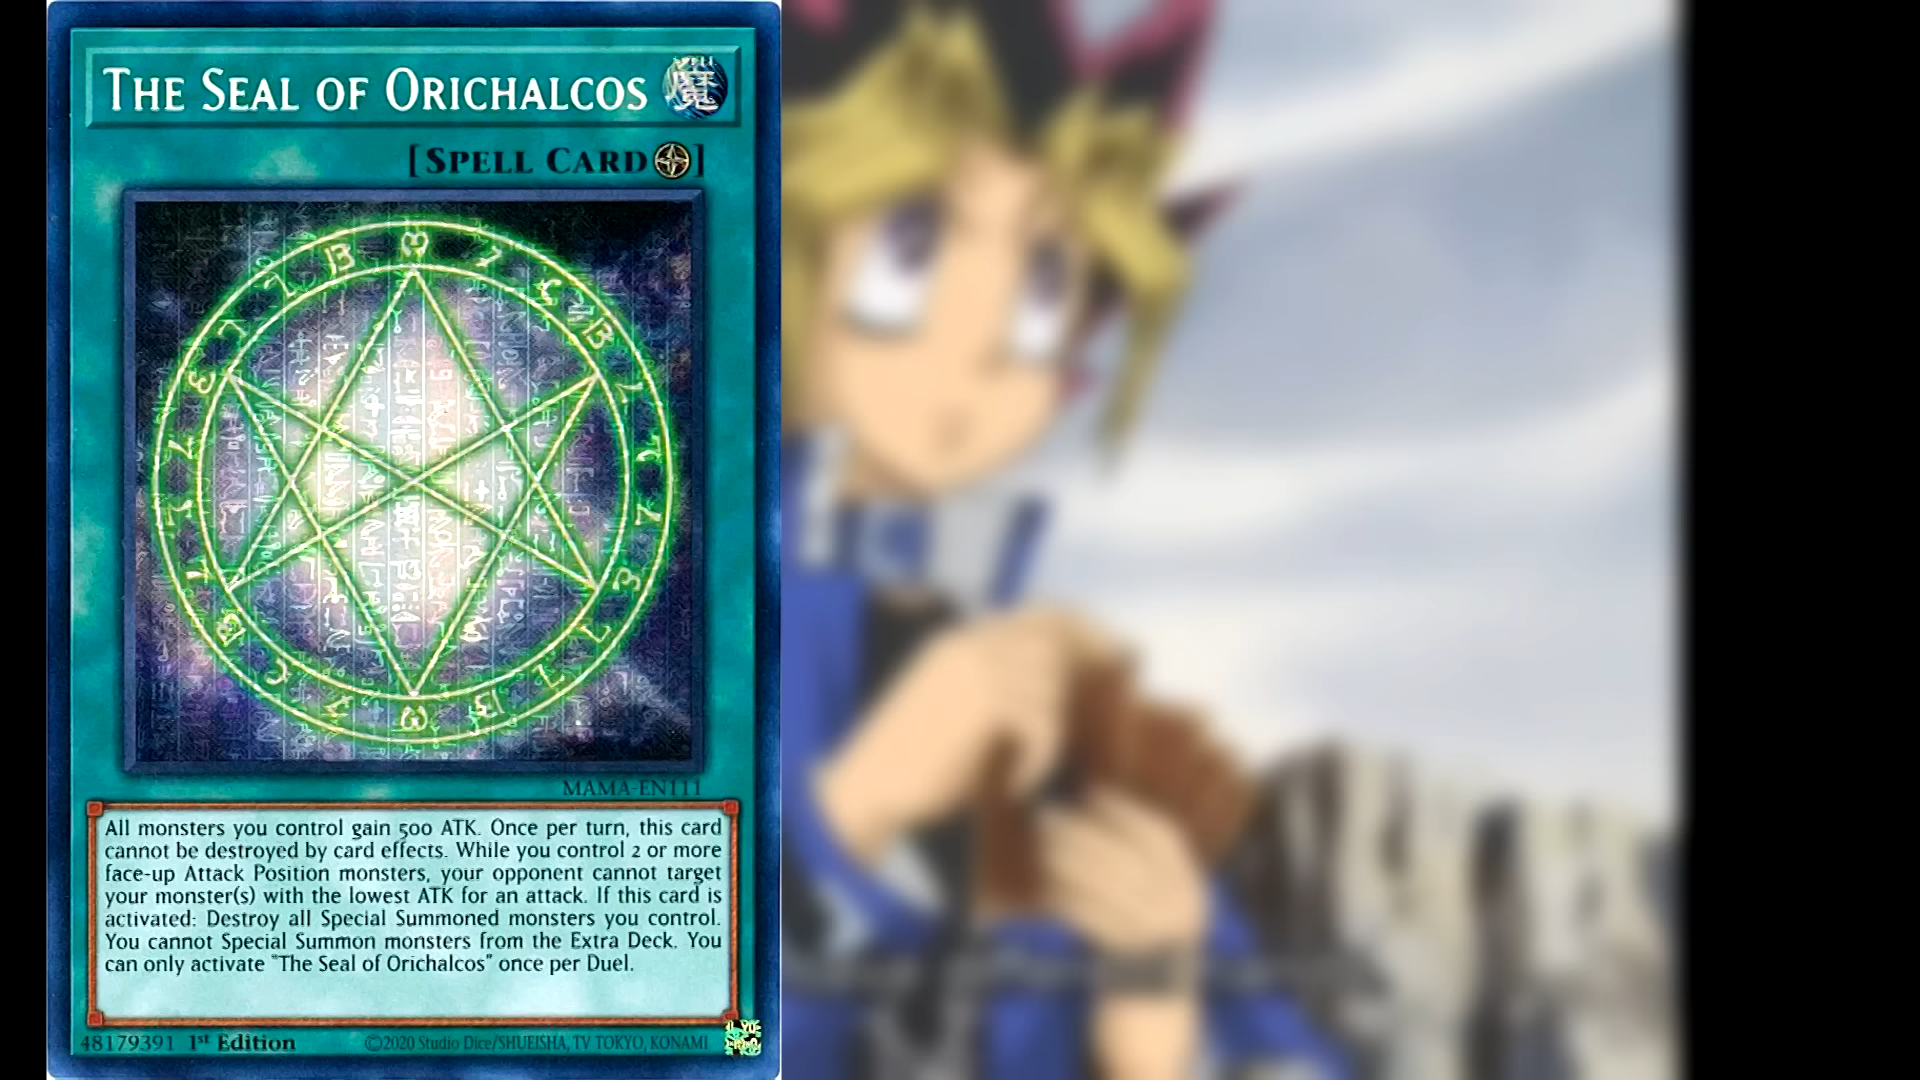 THE SEAL OF ORICHALCOS
[SPELL CARD]
MAMA-EN111
All monsters you control gain 500 ATK. Once per turn, this card
cannot be destroyed by card effects. While you control 2 or more
face-up Attack Position monsters, your opponent cannot target
your monster(s) with the lowest ATK for an attack. If this card is
activated: Destroy all Special Summoned monsters you control.
You cannot Special Summon monsters from the Extra Deck. You
can only activate "The Seal of Orichalcos" once per Duel.
48179391 1st Edition ©2020 Studio Dice/SHUEISHA, TV TOKYO, KONAMI